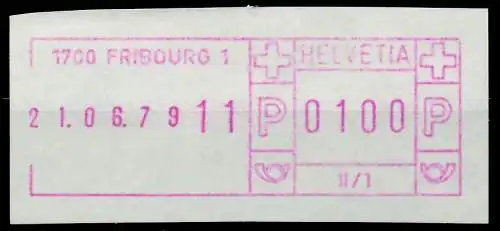 1700 FRIBOURG 1
HELVETIA
21.06.79 11 P 0100 P
II/1